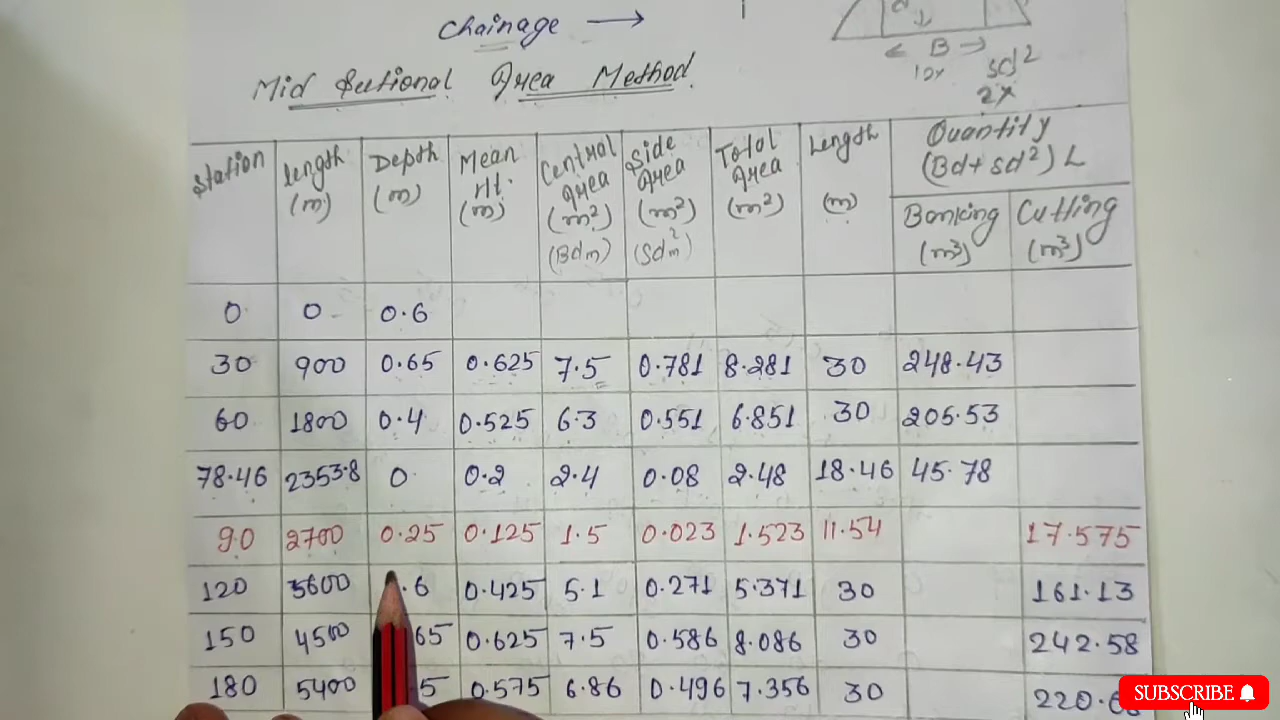 Chainage →
B
10x
sd²
2x
Mid Sectional Area Method
Station Length (m) Depth (m) Mean Ht. (m) Central Area (m²) (Bdm) Side Area (m²) (Sdm²) Total Area (m²) Length (m) Quantity (Bd+sd²) L
Banking (m³) Cutting (m³)
0 0 0.6
30 900 0.65 0.625 7.5 0.781 8.281 30 248.43
60 1800 0.4 0.525 6.3 0.551 6.851 30 205.53
78.46 2353.8 0 0.2 2.4 0.08 2.48 18.46 45.78
90 2700 0.25 0.125 1.5 0.023 1.523 11.54 17.575
120 3600 .6 0.425 5.1 0.271 5.371 30 161.13
150 4500 65 0.625 7.5 0.586 8.086 30 242.58
180 5400 5 0.575 6.86 0.496 7.356 30
SUBSCRIBE